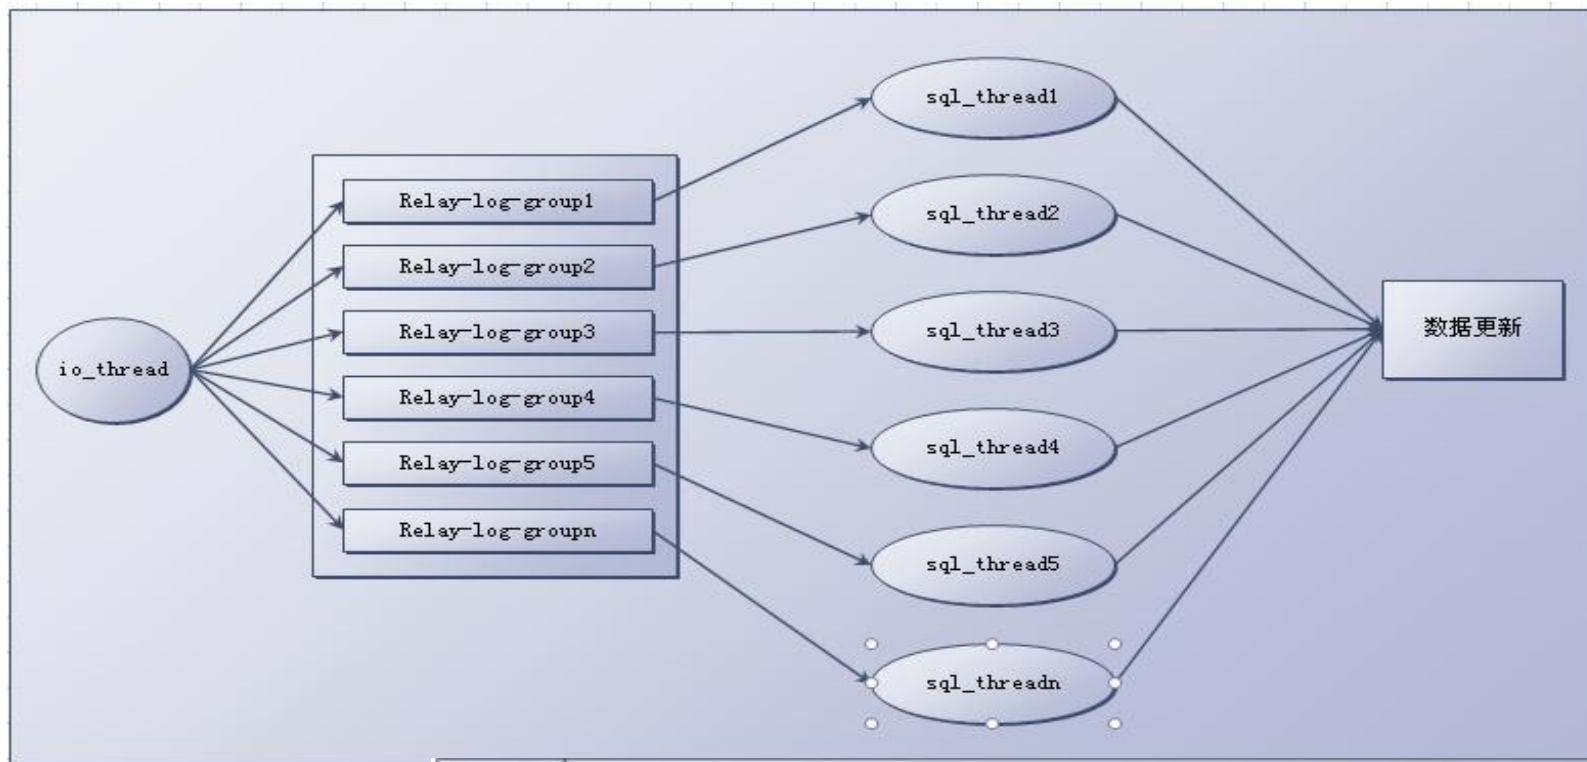 io_thread
Relay-log-group1
Relay-log-group2
Relay-log-group3
Relay-log-group4
Relay-log-group5
Relay-log-groupn
sql_thread1
sql_thread2
sql_thread3
sql_thread4
sql_thread5
sql_threadn
数据更新